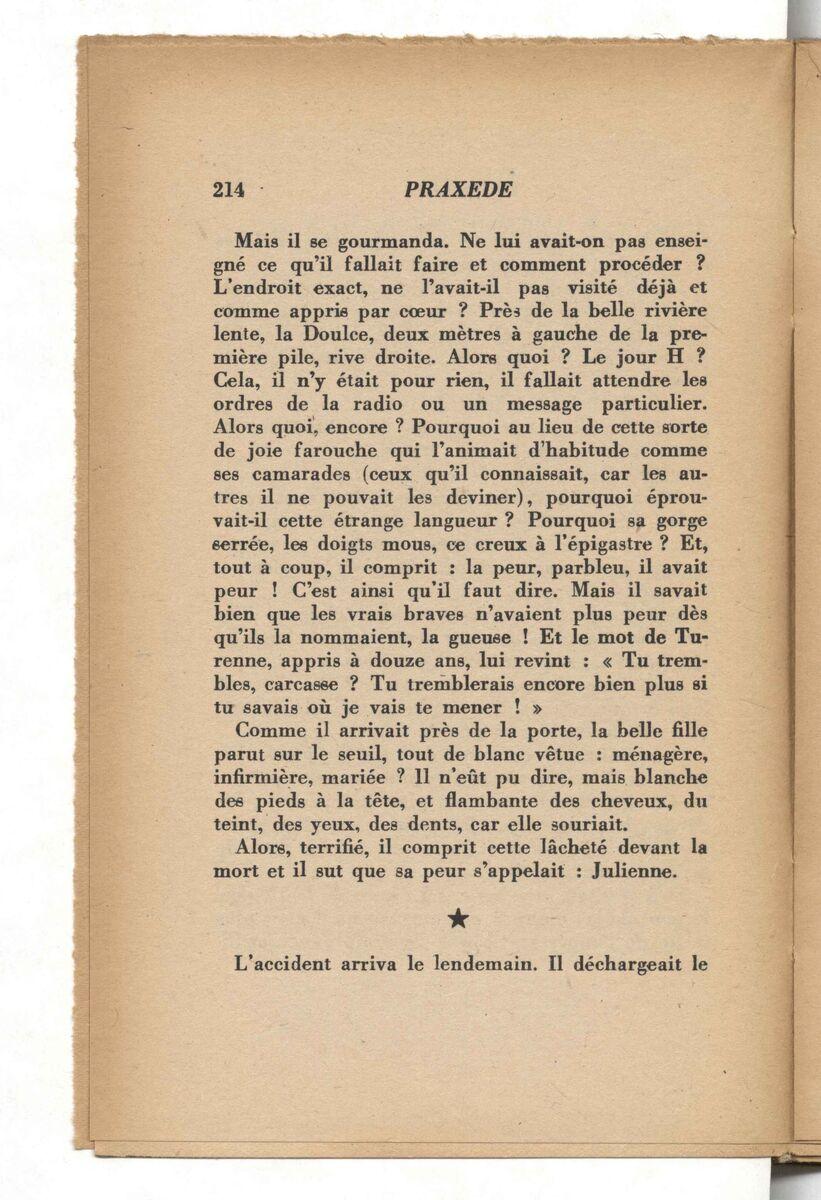 214 PRAXEDE
Mais il se gourmanda. Ne lui avait-on pas ensei-
gné ce qu'il fallait faire et comment procéder ?
L'endroit exact, ne l'avait-il pas visité déjà et
comme appris par cœur ? Près de la belle rivière
lente, la Doulce, deux mètres à gauche de la pre-
mière pile, rive droite. Alors quoi ? Le jour H ?
Cela, il n'y était pour rien, il fallait attendre les
ordres de la radio ou un message particulier.
Alors quoi, encore ? Pourquoi au lieu de cette sorte
de joie farouche qui l'animait d'habitude comme
ses camarades (ceux qu'il connaissait, car les au-
tres il ne pouvait les deviner), pourquoi éprou-
vait-il cette étrange langueur ? Pourquoi sa gorge
serrée, les doigts mous, ce creux à l'épigastre ? Et,
tout à coup, il comprit : la peur, parbleu, il avait
peur ! C'est ainsi qu'il faut dire. Mais il savait
bien que les vrais braves n'avaient plus peur dès
qu'ils la nommaient, la gueuse ! Et le mot de Tu-
renne, appris à douze ans, lui revint : « Tu trem-
bles, carcasse ? Tu tremblerais encore bien plus si
tu savais où je vais te mener ! »
Comme il arrivait près de la porte, la belle fille
parut sur le seuil, tout de blanc vêtue : ménagère,
infirmière, mariée ? Il n'eût pu dire, mais blanche
des pieds à la tête, et flambante des cheveux, du
teint, des yeux, des dents, car elle souriait.
Alors, terrifié, il comprit cette lâcheté devant la
mort et il sut que sa peur s'appelait : Julienne.
★
L'accident arriva le lendemain. Il déchargeait le